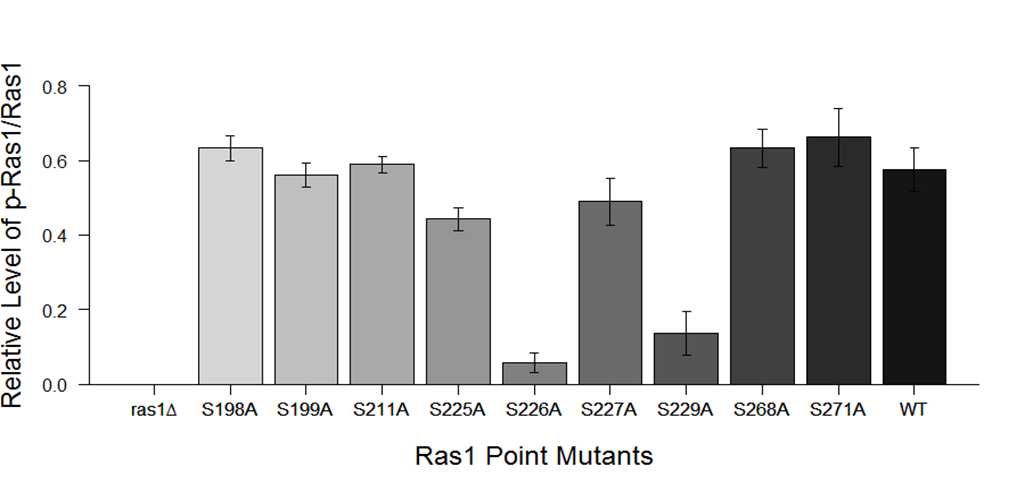 Relative Level of p-Ras1/Ras1
0.8
0.6
0.4
0.2
0.0
ras1Δ S198A S199A S211A S225A S226A S227A S229A S268A S271A WT
Ras1 Point Mutants